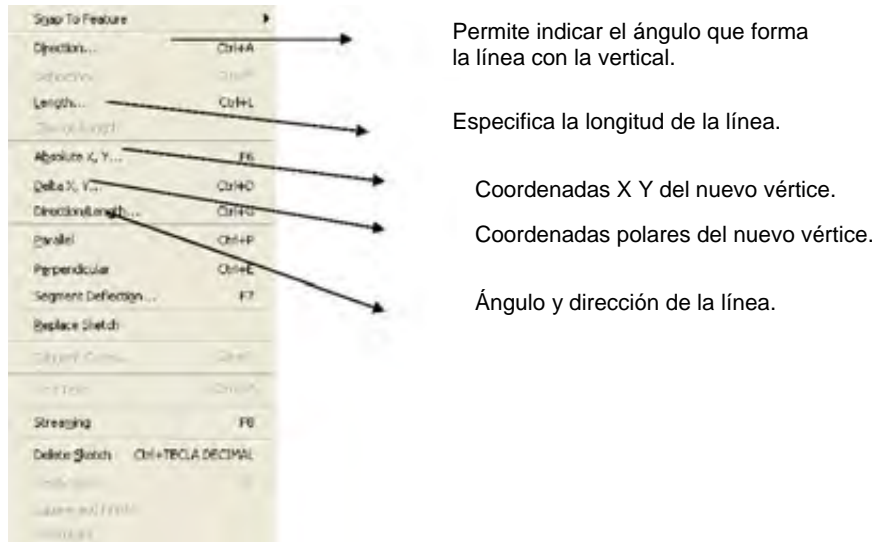 Snap To Feature
Direction... Ctrl+A
Length... Ctrl+L
Absolute X, Y... F6
Delta X, Y... Ctrl+D
Direction/Length... Ctrl+G
Parallel Ctrl+P
Perpendicular Ctrl+E
Segment Deflection... F7
Replace Sketch
Streaming F8
Delete Sketch Ctrl+TECLA DECIMAL
Permite indicar el ángulo que forma
la línea con la vertical.
Especifica la longitud de la línea.
Coordenadas X Y del nuevo vértice.
Coordenadas polares del nuevo vértice.
Ángulo y dirección de la línea.